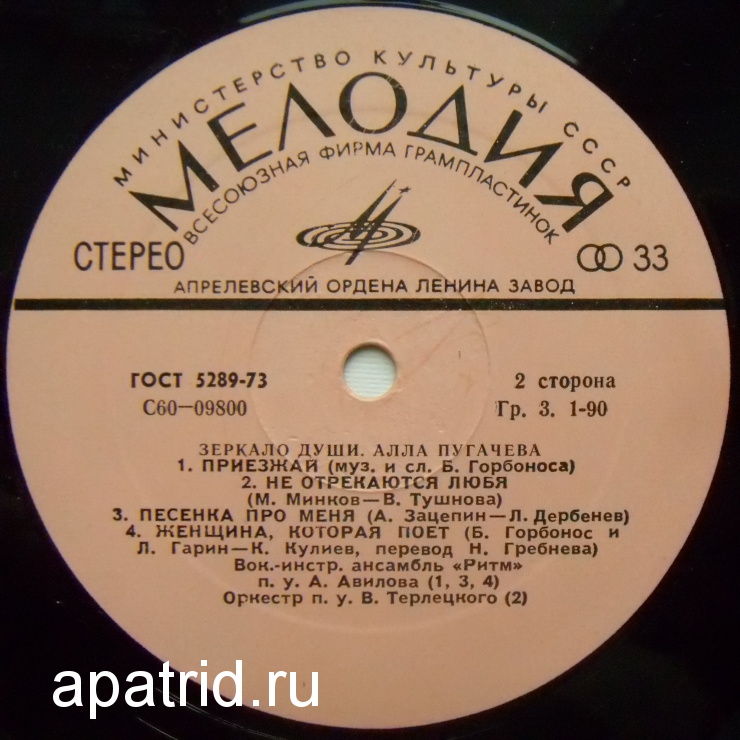 МИНИСТЕРСТВО КУЛЬТУРЫ СССР
МЕЛОДИЯ
ВСЕСОЮЗНАЯ ФИРМА ГРАМПЛАСТИНОК
СТЕРЕО
33
АПРЕЛЕВСКИЙ ОРДЕНА ЛЕНИНА ЗАВОД
ГОСТ 5289-73
2 сторона
С60—09800
Гр. 3. 1-90
ЗЕРКАЛО ДУШИ. АЛЛА ПУГАЧЕВА
1. ПРИЕЗЖАЙ (муз. и сл. Б. Горбоноса)
2. НЕ ОТРЕКАЮТСЯ ЛЮБЯ
(М. Минков—В. Тушнова)
3. ПЕСЕНКА ПРО МЕНЯ (А. Зацепин—Л. Дербенев)
4. ЖЕНЩИНА, КОТОРАЯ ПОЕТ (Б. Горбонос и
Л. Гарин—К. Кулиев, перевод Н. Гребнева)
Вок.-инстр. ансамбль «Ритм»
п. у. А. Авилова (1, 3, 4)
Оркестр п. у. В. Терлецкого (2)
apatrid.ru